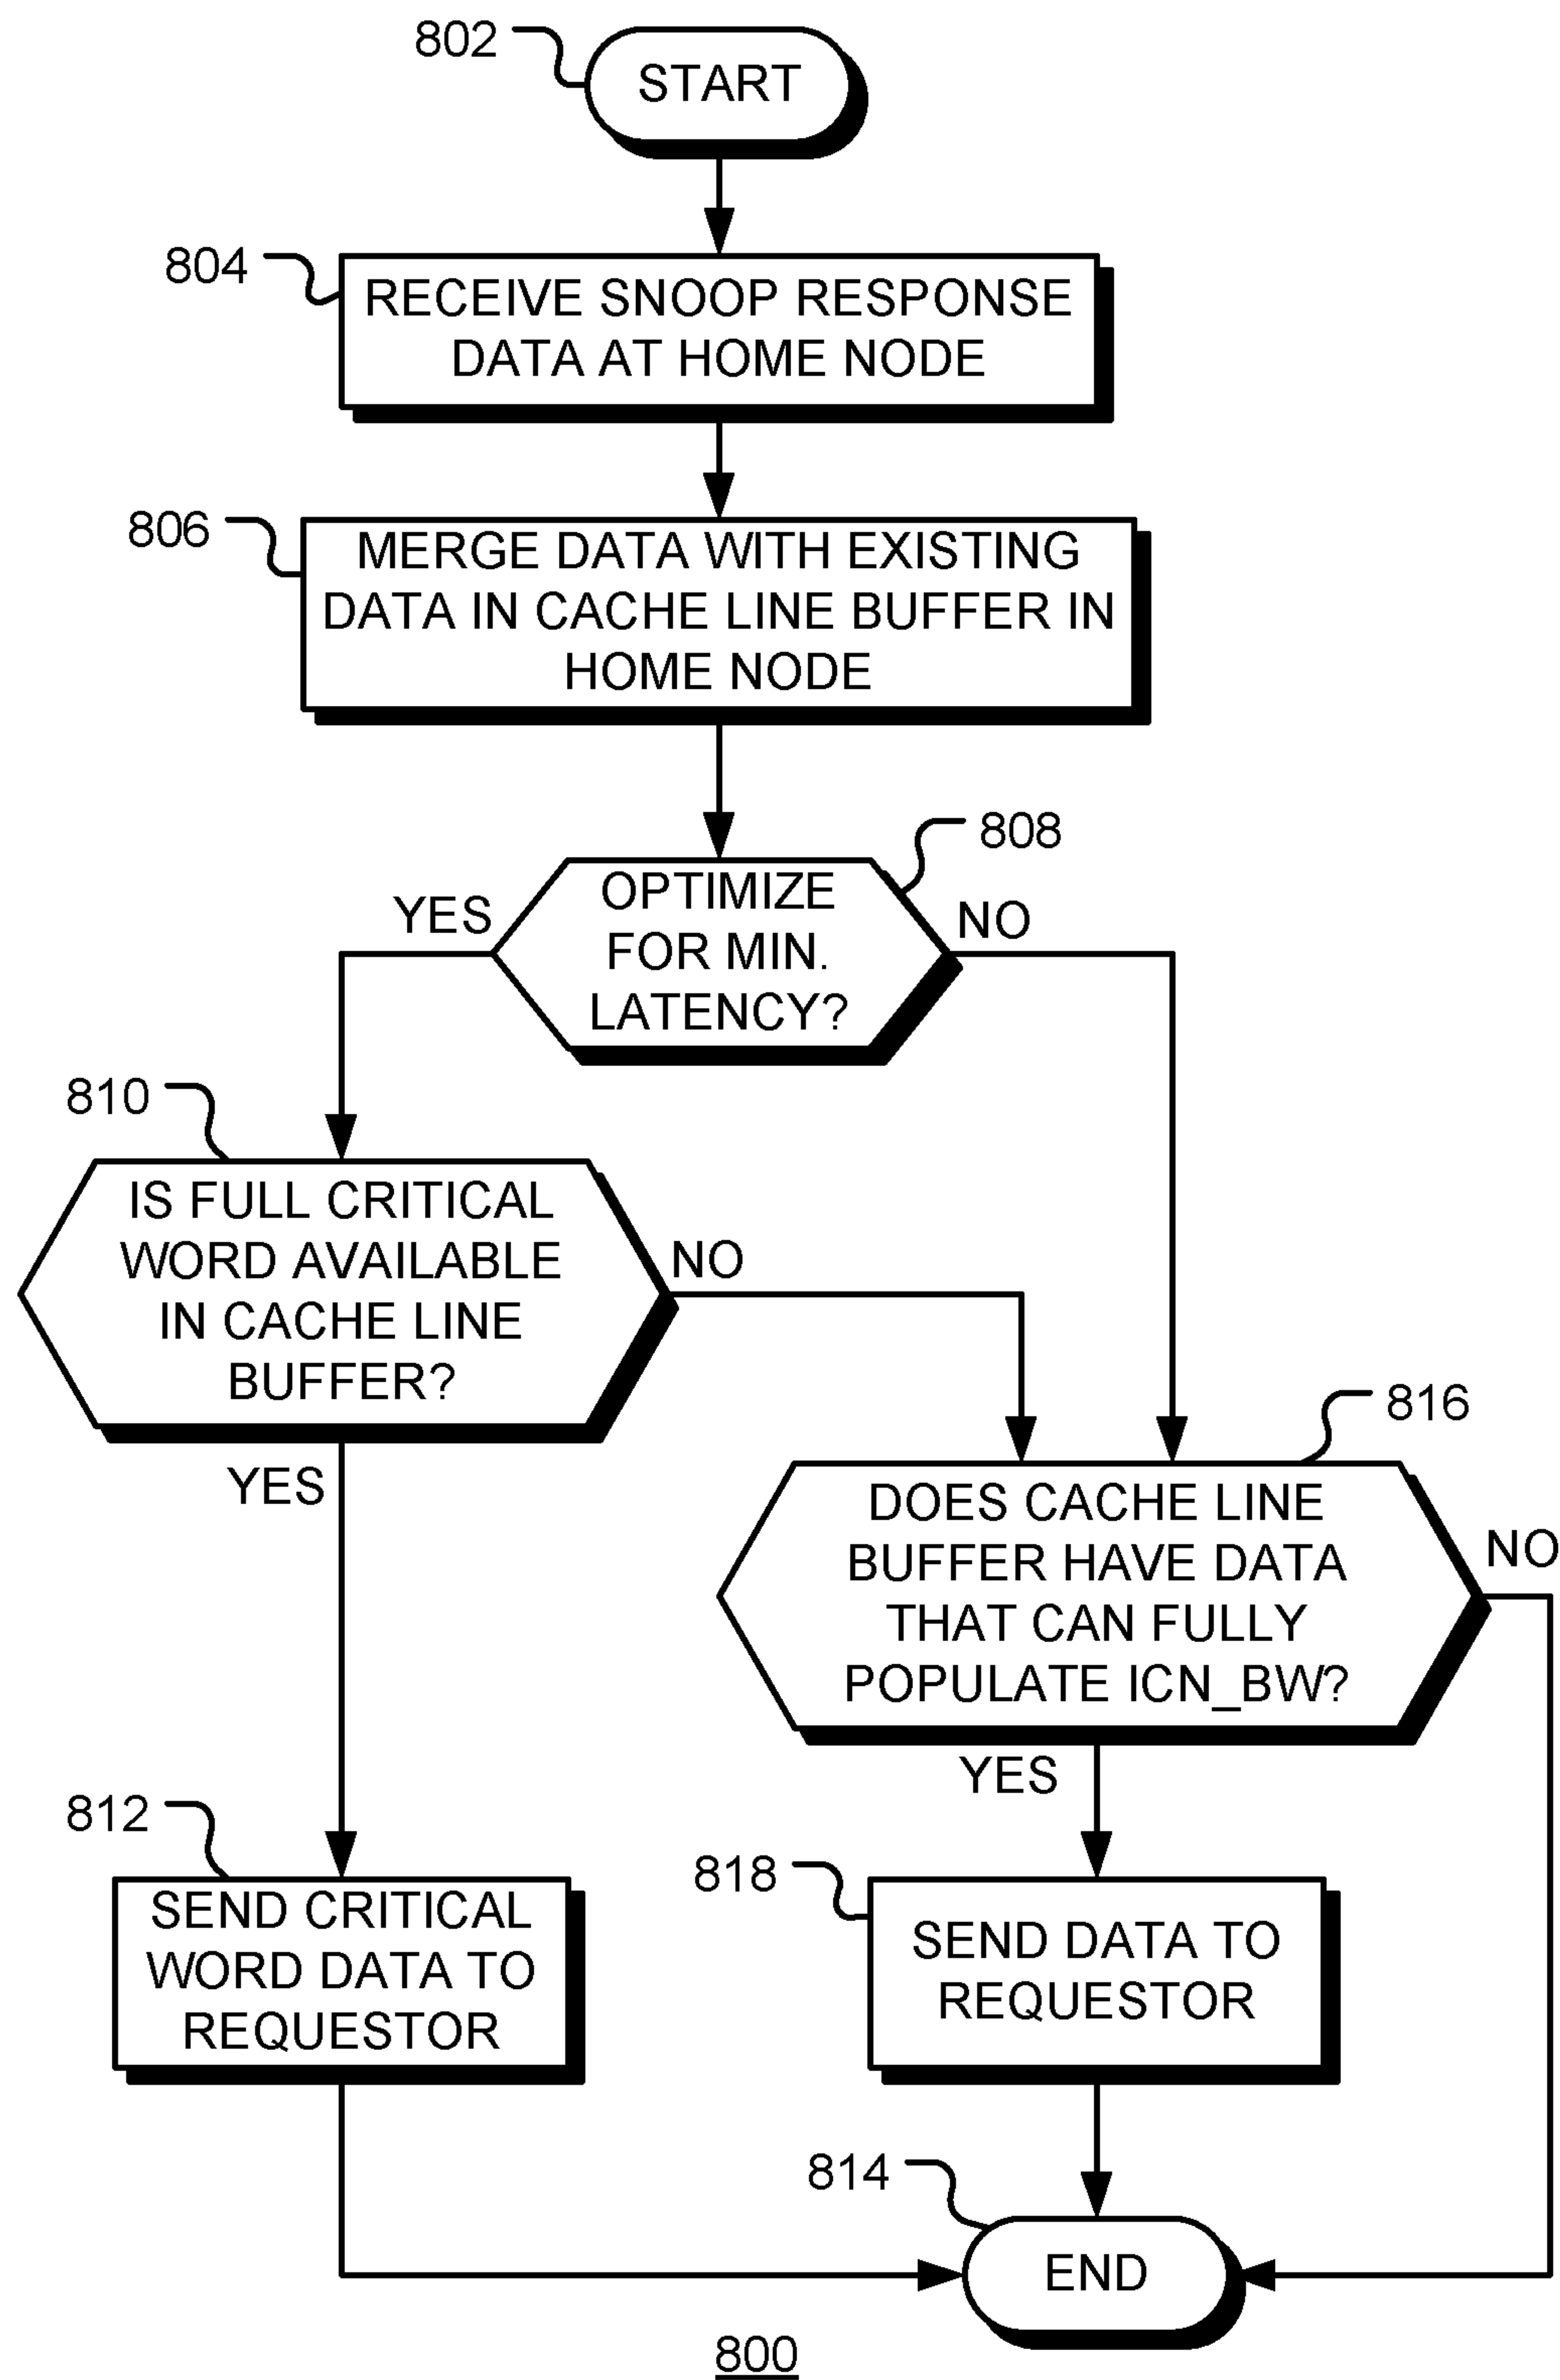 802
START
804
RECEIVE SNOOP RESPONSE
DATA AT HOME NODE
806
MERGE DATA WITH EXISTING
DATA IN CACHE LINE BUFFER IN
HOME NODE
808
OPTIMIZE
FOR MIN.
LATENCY?
YES
NO
810
IS FULL CRITICAL
WORD AVAILABLE
IN CACHE LINE
BUFFER?
NO
YES
816
DOES CACHE LINE
BUFFER HAVE DATA
THAT CAN FULLY
POPULATE ICN_BW?
NO
YES
812
SEND CRITICAL
WORD DATA TO
REQUESTOR
818
SEND DATA TO
REQUESTOR
814
END
800